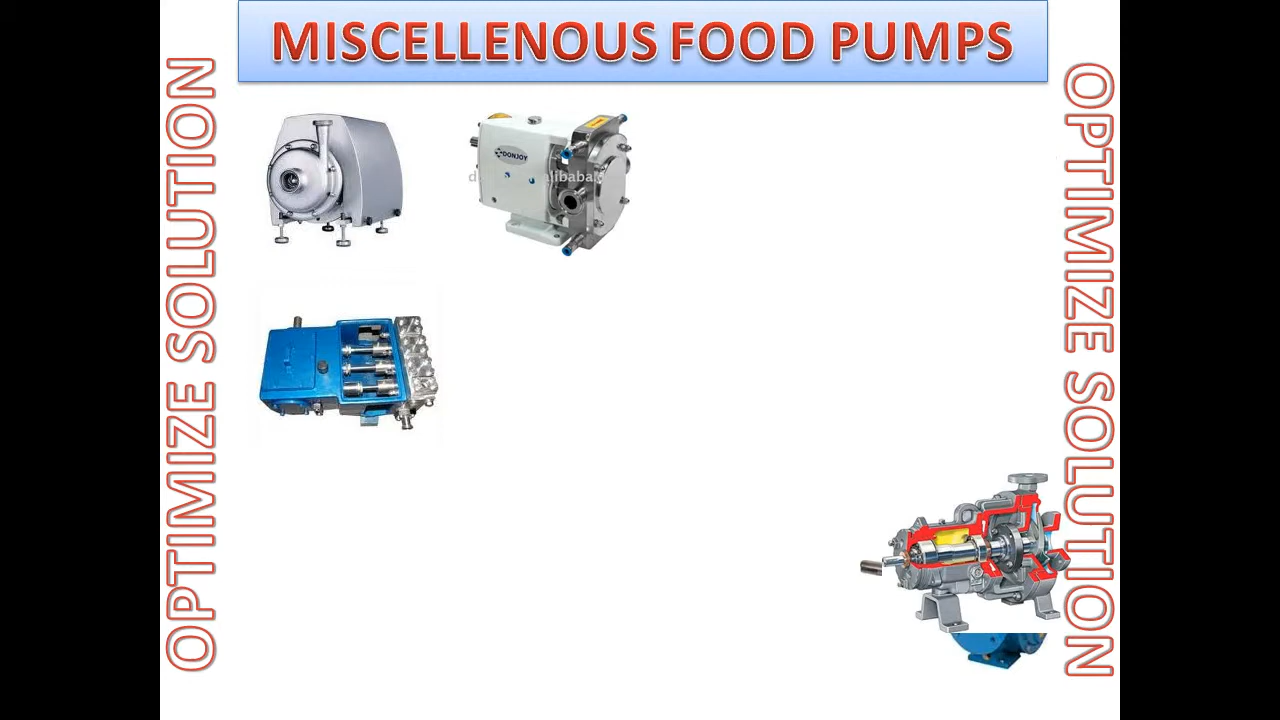 MISCELLENOUS FOOD PUMPS
OPTIMIZE SOLUTION
OPTIMIZE SOLUTION
DONJOY